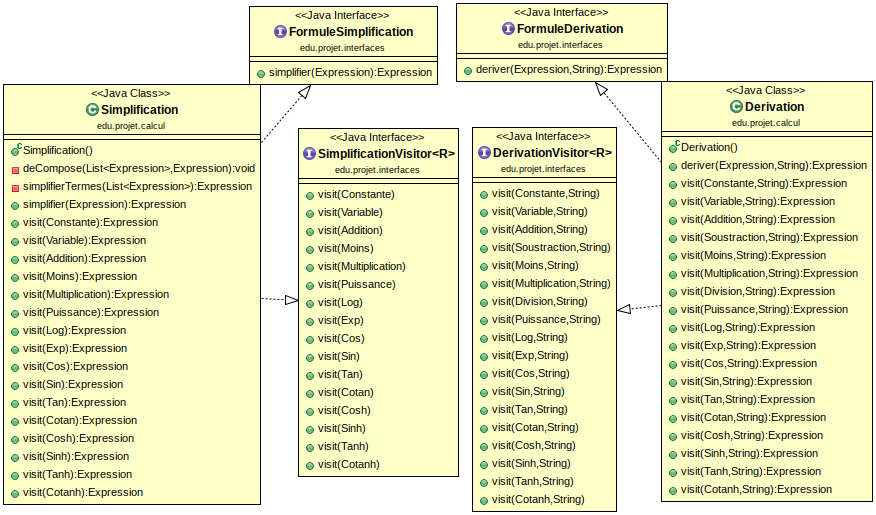 <<Java Interface>>
FormuleSimplification
edu.projet.interfaces
simplifier(Expression):Expression
<<Java Interface>>
FormuleDerivation
edu.projet.interfaces
deriver(Expression,String):Expression
<<Java Class>>
Simplification
edu.projet.calcul
Simplification()
deCompose(List<Expression>,Expression):void
simplifierTermes(List<Expression>):Expression
simplifier(Expression):Expression
visit(Constante):Expression
visit(Variable):Expression
visit(Addition):Expression
visit(Moins):Expression
visit(Multiplication):Expression
visit(Puissance):Expression
visit(Log):Expression
visit(Exp):Expression
visit(Cos):Expression
visit(Sin):Expression
visit(Tan):Expression
visit(Cotan):Expression
visit(Cosh):Expression
visit(Sinh):Expression
visit(Tanh):Expression
visit(Cotanh):Expression
<<Java Interface>>
SimplificationVisitor<R>
edu.projet.interfaces
visit(Constante)
visit(Variable)
visit(Addition)
visit(Moins)
visit(Multiplication)
visit(Puissance)
visit(Log)
visit(Exp)
visit(Cos)
visit(Sin)
visit(Tan)
visit(Cotan)
visit(Cosh)
visit(Sinh)
visit(Tanh)
visit(Cotanh)
<<Java Interface>>
DerivationVisitor<R>
edu.projet.interfaces
visit(Constante,String)
visit(Variable,String)
visit(Addition,String)
visit(Soustraction,String)
visit(Moins,String)
visit(Multiplication,String)
visit(Division,String)
visit(Puissance,String)
visit(Log,String)
visit(Exp,String)
visit(Cos,String)
visit(Sin,String)
visit(Tan,String)
visit(Cotan,String)
visit(Cosh,String)
visit(Sinh,String)
visit(Tanh,String)
visit(Cotanh,String)
<<Java Class>>
Derivation
edu.projet.calcul
Derivation()
deriver(Expression,String):Expression
visit(Constante,String):Expression
visit(Variable,String):Expression
visit(Addition,String):Expression
visit(Soustraction,String):Expression
visit(Moins,String):Expression
visit(Multiplication,String):Expression
visit(Division,String):Expression
visit(Puissance,String):Expression
visit(Log,String):Expression
visit(Exp,String):Expression
visit(Cos,String):Expression
visit(Sin,String):Expression
visit(Tan,String):Expression
visit(Cotan,String):Expression
visit(Cosh,String):Expression
visit(Sinh,String):Expression
visit(Tanh,String):Expression
visit(Cotanh,String):Expression